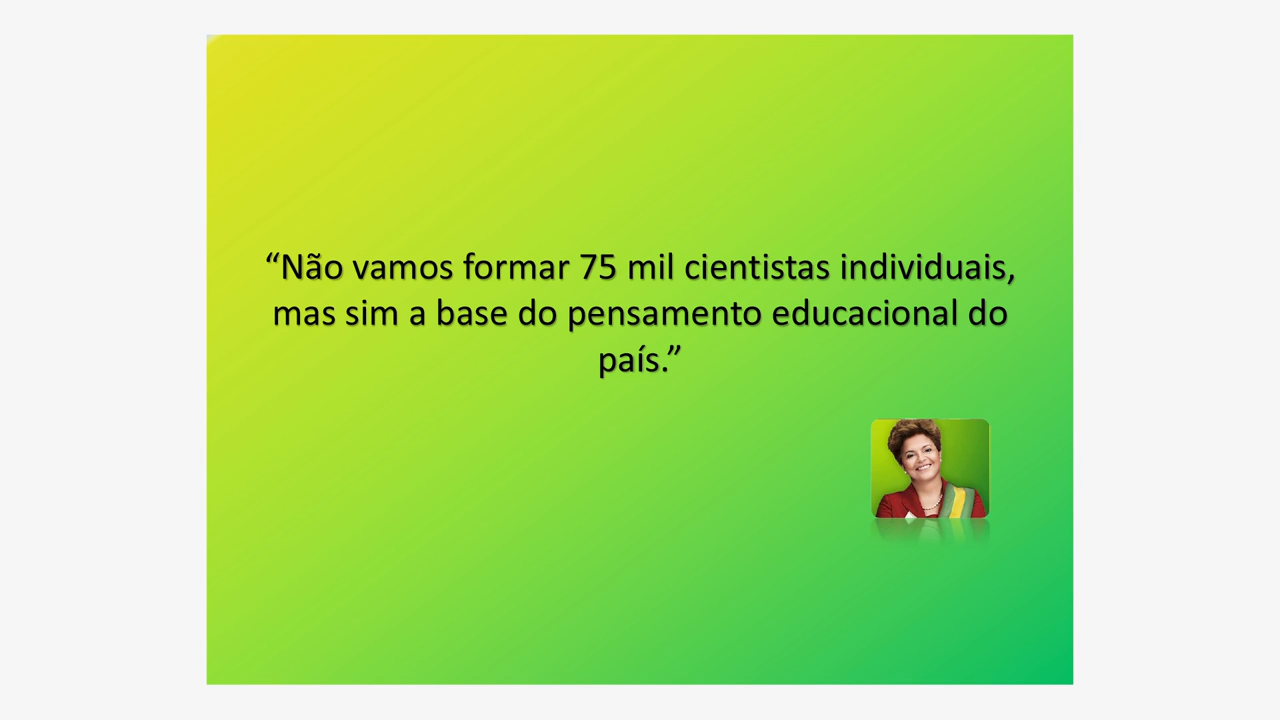 “Não vamos formar 75 mil cientistas individuais,
mas sim a base do pensamento educacional do
país.”